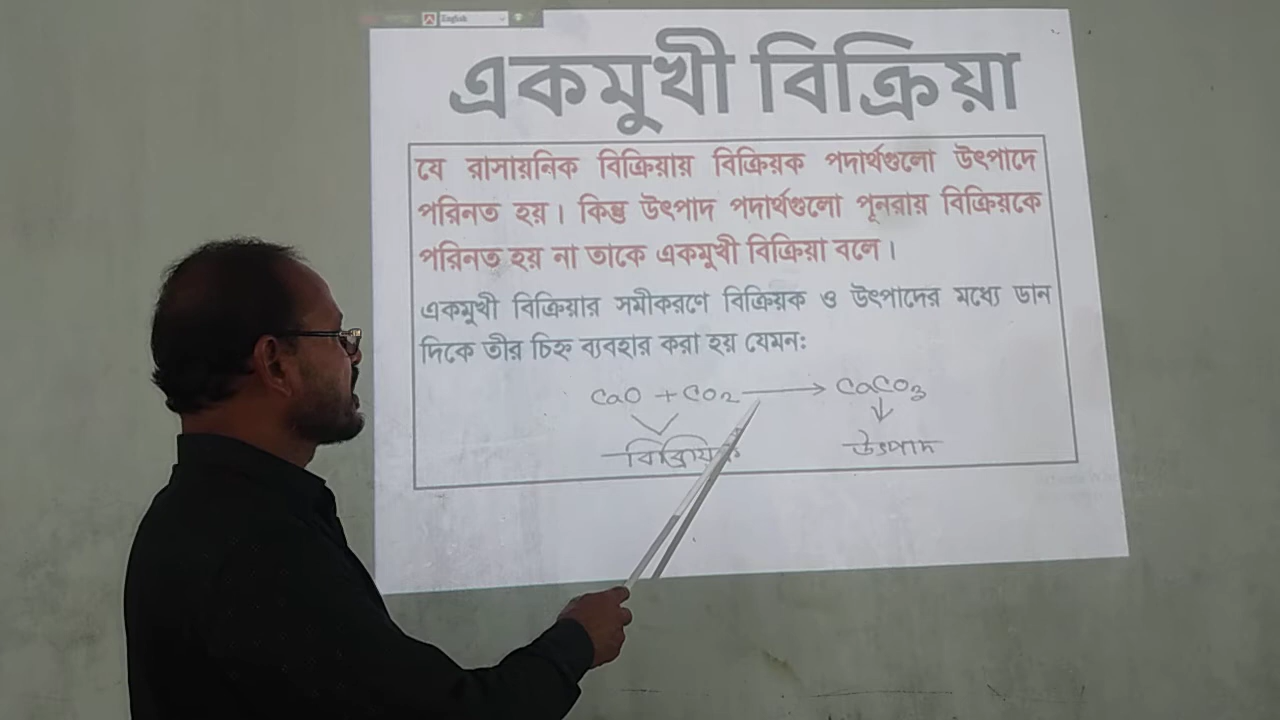 English
একমুখী বিক্রিয়া
যে রাসায়নিক বিক্রিয়ায় বিক্রিয়ক পদার্থগুলো উৎপাদে
পরিনত হয়। কিন্তু উৎপাদ পদার্থগুলো পূনরায় বিক্রিয়কে
পরিনত হয় না তাকে একমুখী বিক্রিয়া বলে।
একমুখী বিক্রিয়ার সমীকরণে বিক্রিয়ক ও উৎপাদের মধ্যে ডান
দিকে তীর চিহ্ন ব্যবহার করা হয় যেমনঃ
CaO + CO₂ ⟶ CaCO₃
বিক্রিয়ক উৎপাদ